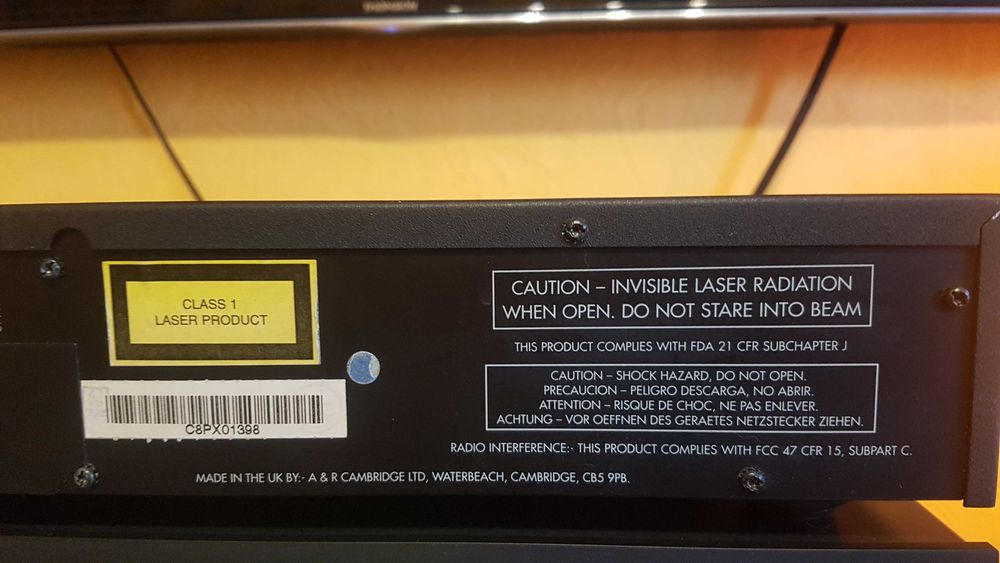 CLASS 1
LASER PRODUCT
C8PX01398
CAUTION – INVISIBLE LASER RADIATION
WHEN OPEN. DO NOT STARE INTO BEAM
THIS PRODUCT COMPLIES WITH FDA 21 CFR SUBCHAPTER J
CAUTION – SHOCK HAZARD, DO NOT OPEN.
PRECAUCION – PELIGRO DESCARGA, NO ABRIR.
ATTENTION – RISQUE DE CHOC, NE PAS ENLEVER.
ACHTUNG – VOR OEFFNEN DES GERAETES NETZSTECKER ZIEHEN.
RADIO INTERFERENCE:- THIS PRODUCT COMPLIES WITH FCC 47 CFR 15, SUBPART C.
MADE IN THE UK BY:- A & R CAMBRIDGE LTD, WATERBEACH, CAMBRIDGE, CB5 9PB.